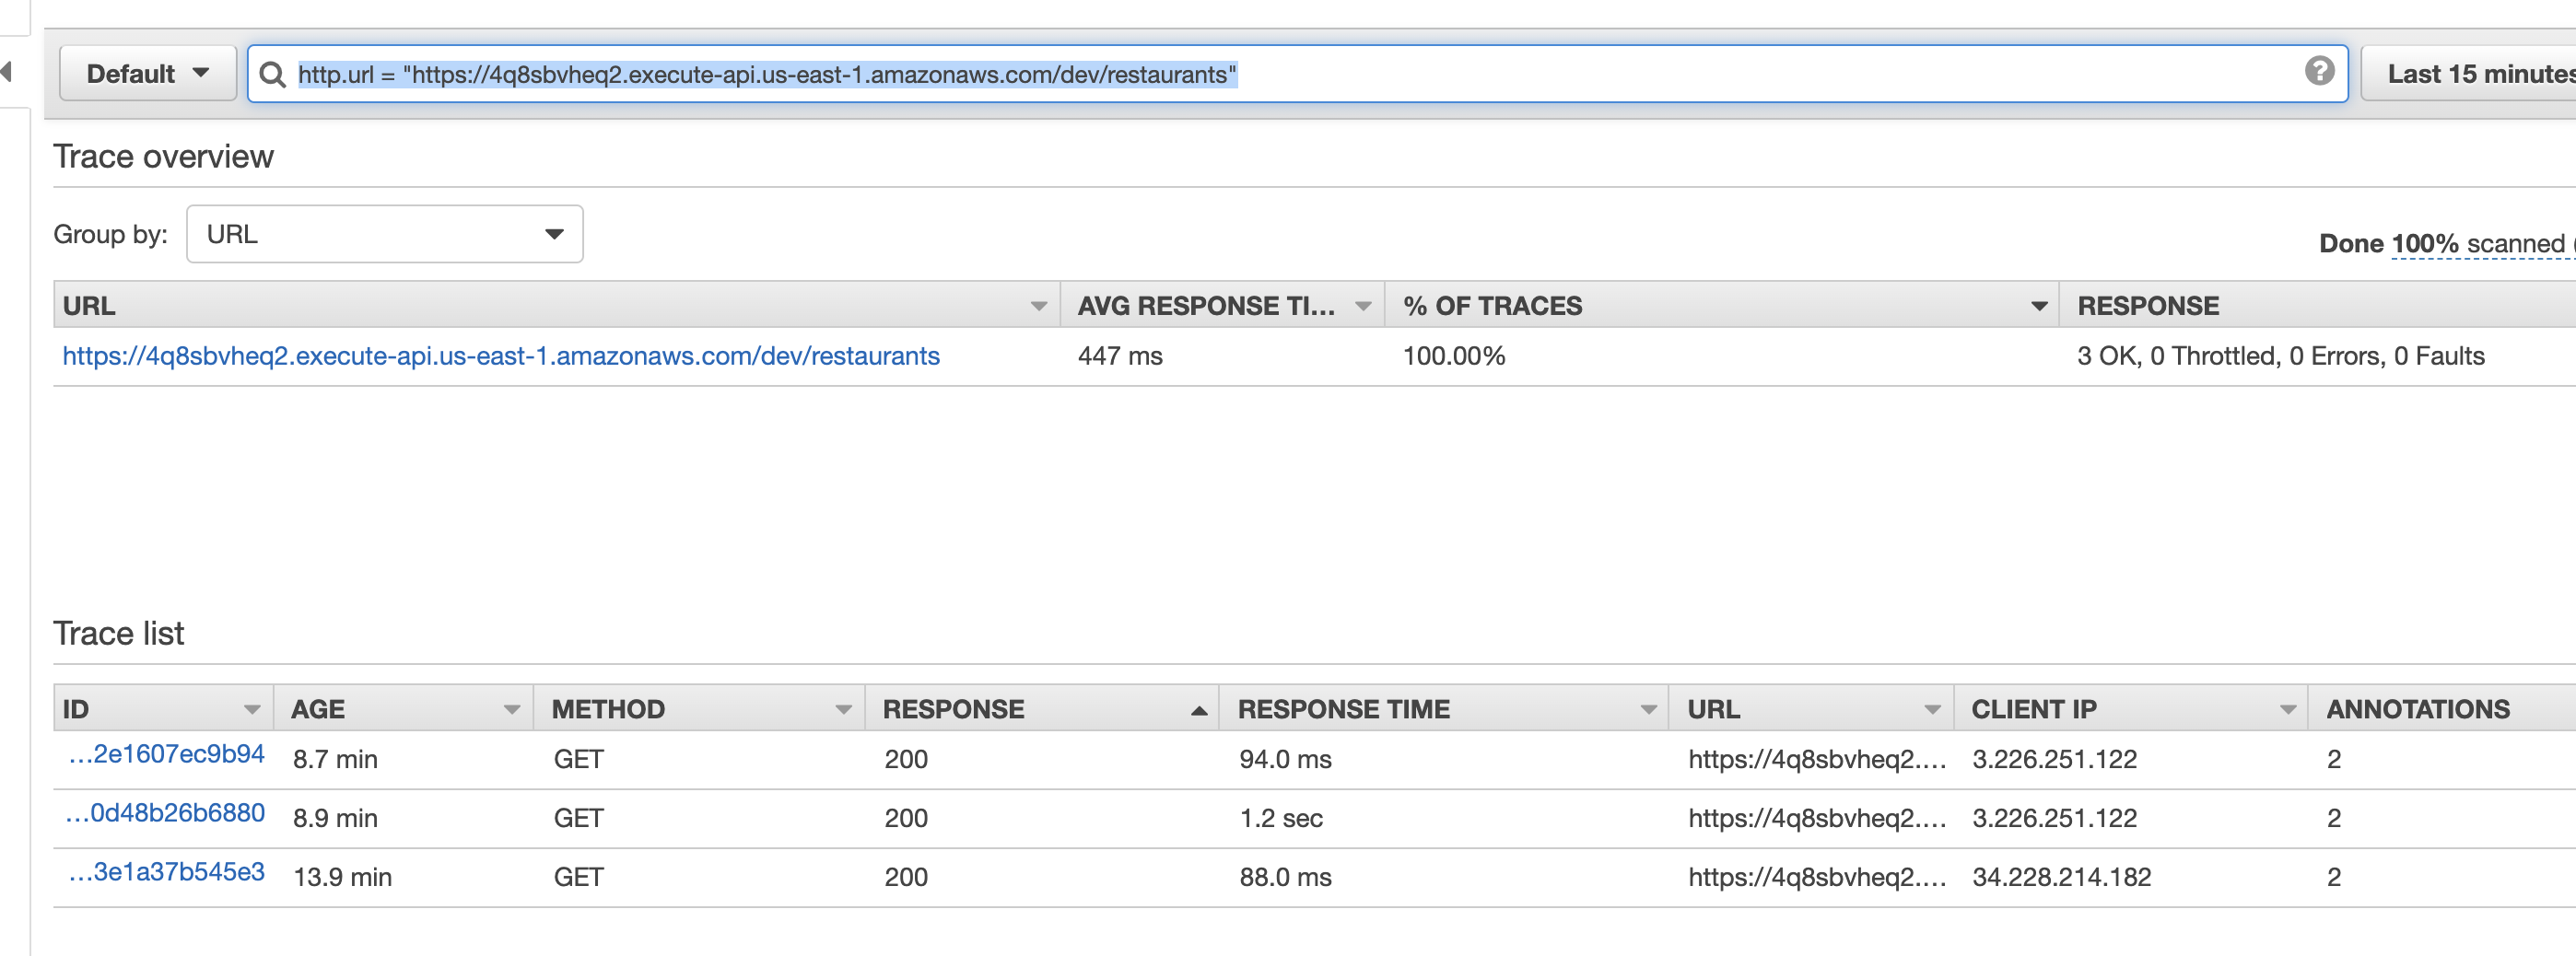 Default http.url = "https://4q8sbvheq2.execute-api.us-east-1.amazonaws.com/dev/restaurants" ? Last 15 minutes
Trace overview
Group by: URL
Done 100% scanned (
URL AVG RESPONSE TI... % OF TRACES RESPONSE
https://4q8sbvheq2.execute-api.us-east-1.amazonaws.com/dev/restaurants 447 ms 100.00% 3 OK, 0 Throttled, 0 Errors, 0 Faults
Trace list
ID AGE METHOD RESPONSE RESPONSE TIME URL CLIENT IP ANNOTATIONS
...2e1607ec9b94 8.7 min GET 200 94.0 ms https://4q8sbvheq2.... 3.226.251.122 2
...0d48b26b6880 8.9 min GET 200 1.2 sec https://4q8sbvheq2.... 3.226.251.122 2
...3e1a37b545e3 13.9 min GET 200 88.0 ms https://4q8sbvheq2.... 34.228.214.182 2